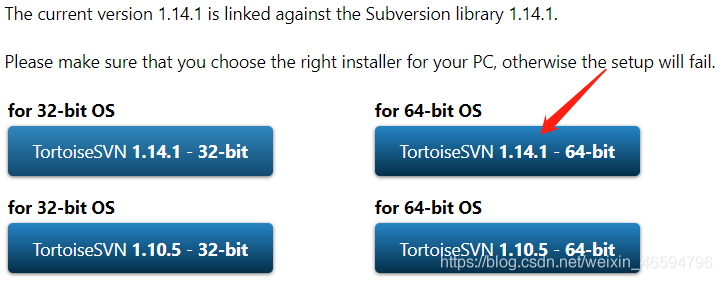 The current version 1.14.1 is linked against the Subversion library 1.14.1.
Please make sure that you choose the right installer for your PC, otherwise the setup will fail.
for 32-bit OS
for 64-bit OS
TortoiseSVN 1.14.1 - 32-bit
TortoiseSVN 1.14.1 - 64-bit
for 32-bit OS
for 64-bit OS
TortoiseSVN 1.10.5 - 32-bit
TortoiseSVN 1.10.5 - 64-bit
https://blog.csdn.net/weixin_46594796